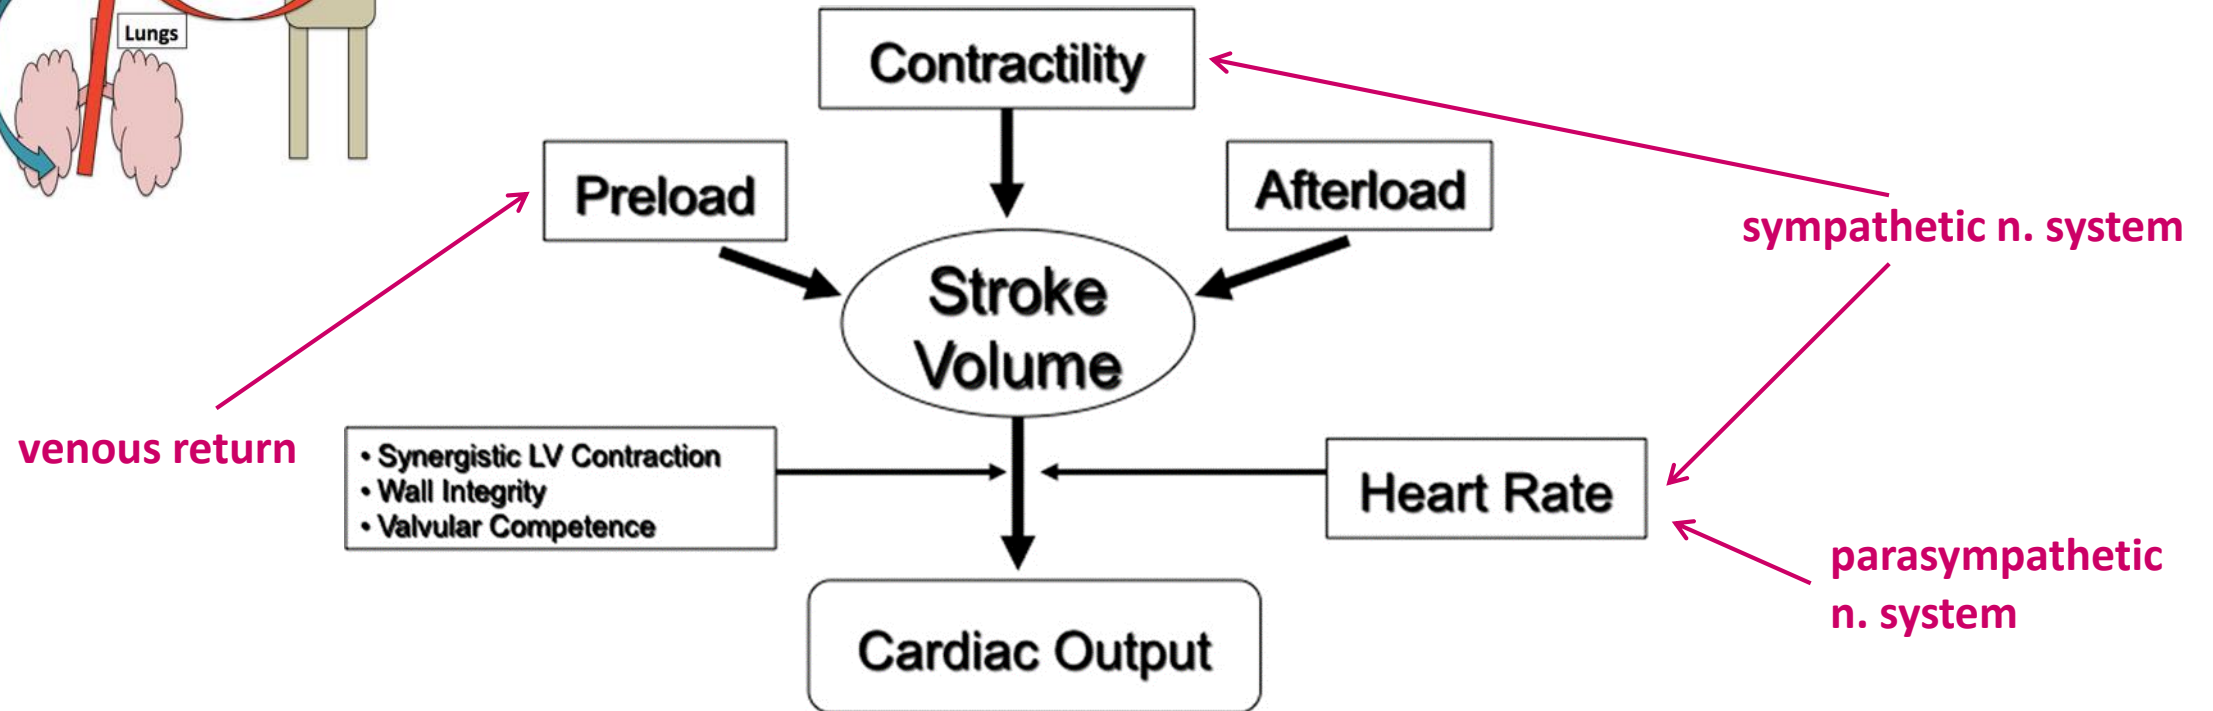 Lungs
Contractility
Preload
Afterload
sympathetic n. system
Stroke
Volume
venous return
• Synergistic LV Contraction
• Wall Integrity
• Valvular Competence
Heart Rate
parasympathetic
n. system
Cardiac Output